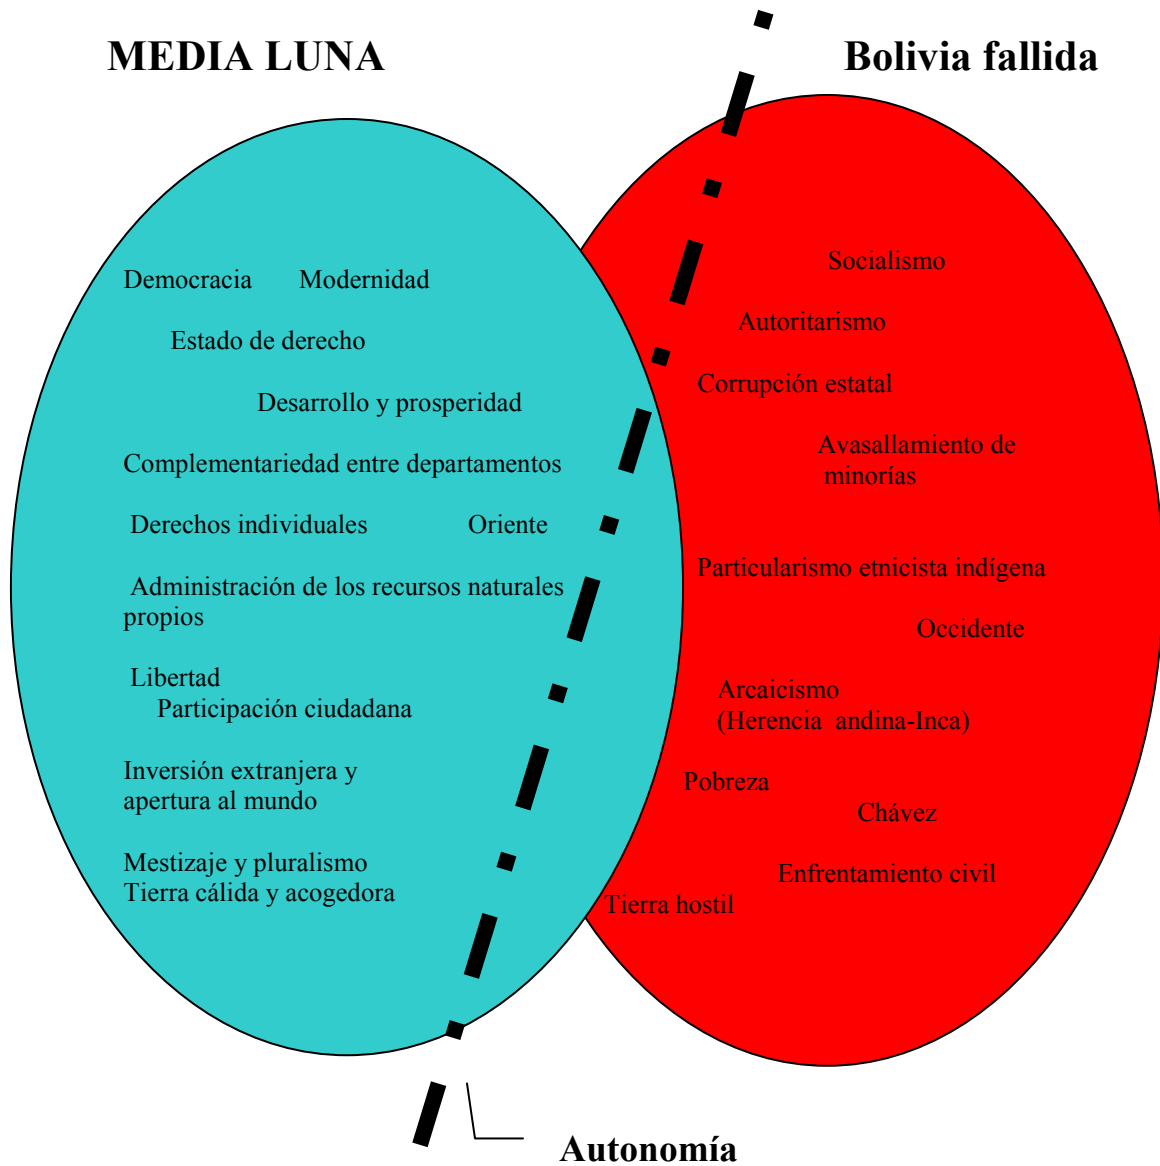 MEDIA LUNA
Democracia Modernidad
Estado de derecho
Desarrollo y prosperidad
Complementariedad entre departamentos
Derechos individuales Oriente
Administración de los recursos naturales
propios
Libertad
Participación ciudadana
Inversión extranjera y
apertura al mundo
Mestizaje y pluralismo
Tierra cálida y acogedora
Bolivia fallida
Socialismo
Autoritarismo
Corrupción estatal
Avasallamiento de
minorías
Particularismo etnicista indígena
Occidente
Arcaicismo
(Herencia andina-Inca)
Pobreza
Chávez
Enfrentamiento civil
Tierra hostil
Autonomía